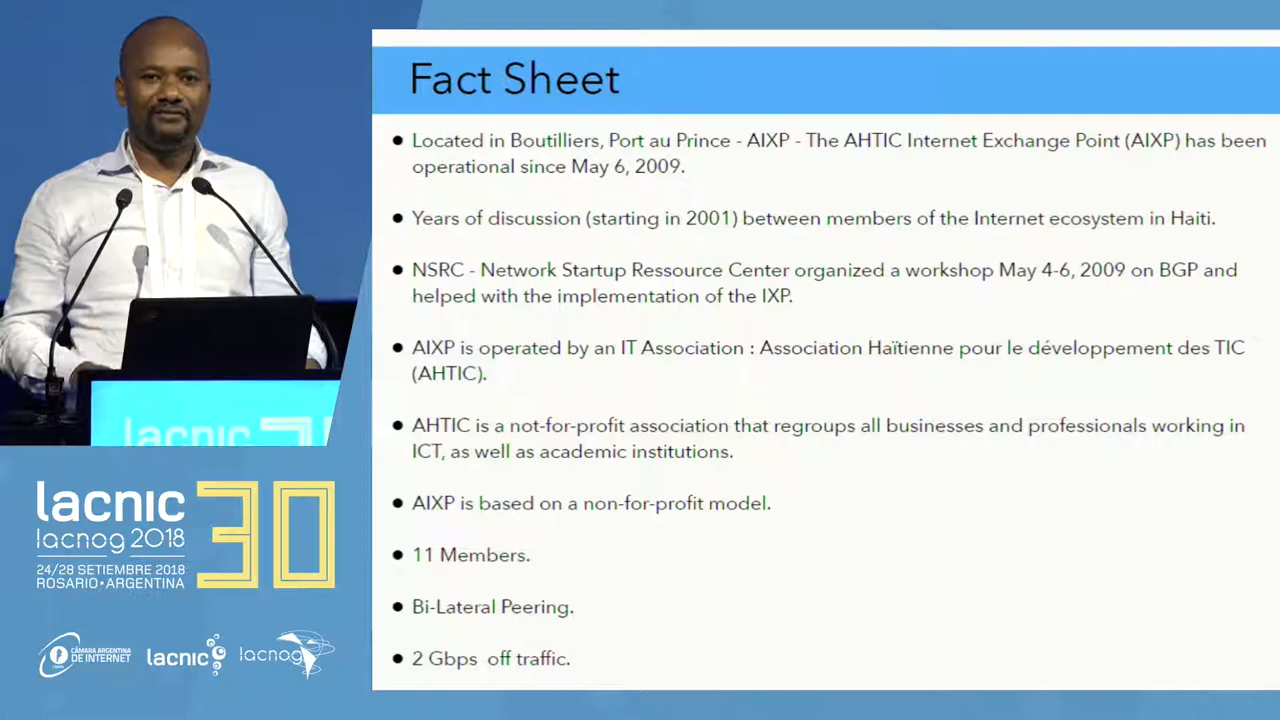 Fact Sheet
• Located in Boutilliers, Port au Prince - AIXP - The AHTIC Internet Exchange Point (AIXP) has been
operational since May 6, 2009.
• Years of discussion (starting in 2001) between members of the Internet ecosystem in Haiti.
• NSRC - Network Startup Ressource Center organized a workshop May 4-6, 2009 on BGP and
helped with the implementation of the IXP.
• AIXP is operated by an IT Association : Association Haïtienne pour le développement des TIC
(AHTIC).
• AHTIC is a not-for-profit association that regroups all businesses and professionals working in
ICT, as well as academic institutions.
• AIXP is based on a non-for-profit model.
• 11 Members.
• Bi-Lateral Peering.
• 2 Gbps off traffic.
lacnic
lacnic 30
lacnog 2018
24/28 SETIEMBRE 2018
ROSARIO•ARGENTINA
CÁMARA ARGENTINA
DE INTERNET
lacnic
lacnog